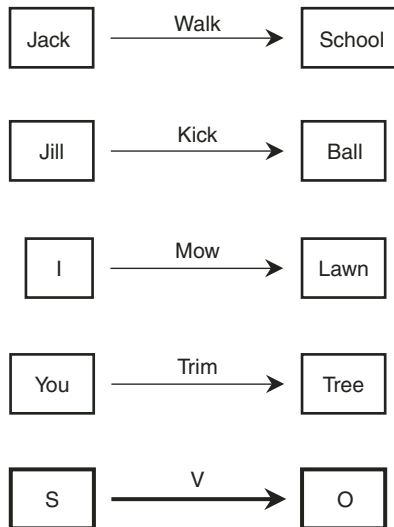 Walk
Jack School
Kick
Jill Ball
Mow
I Lawn
Trim
You Tree
V
S O